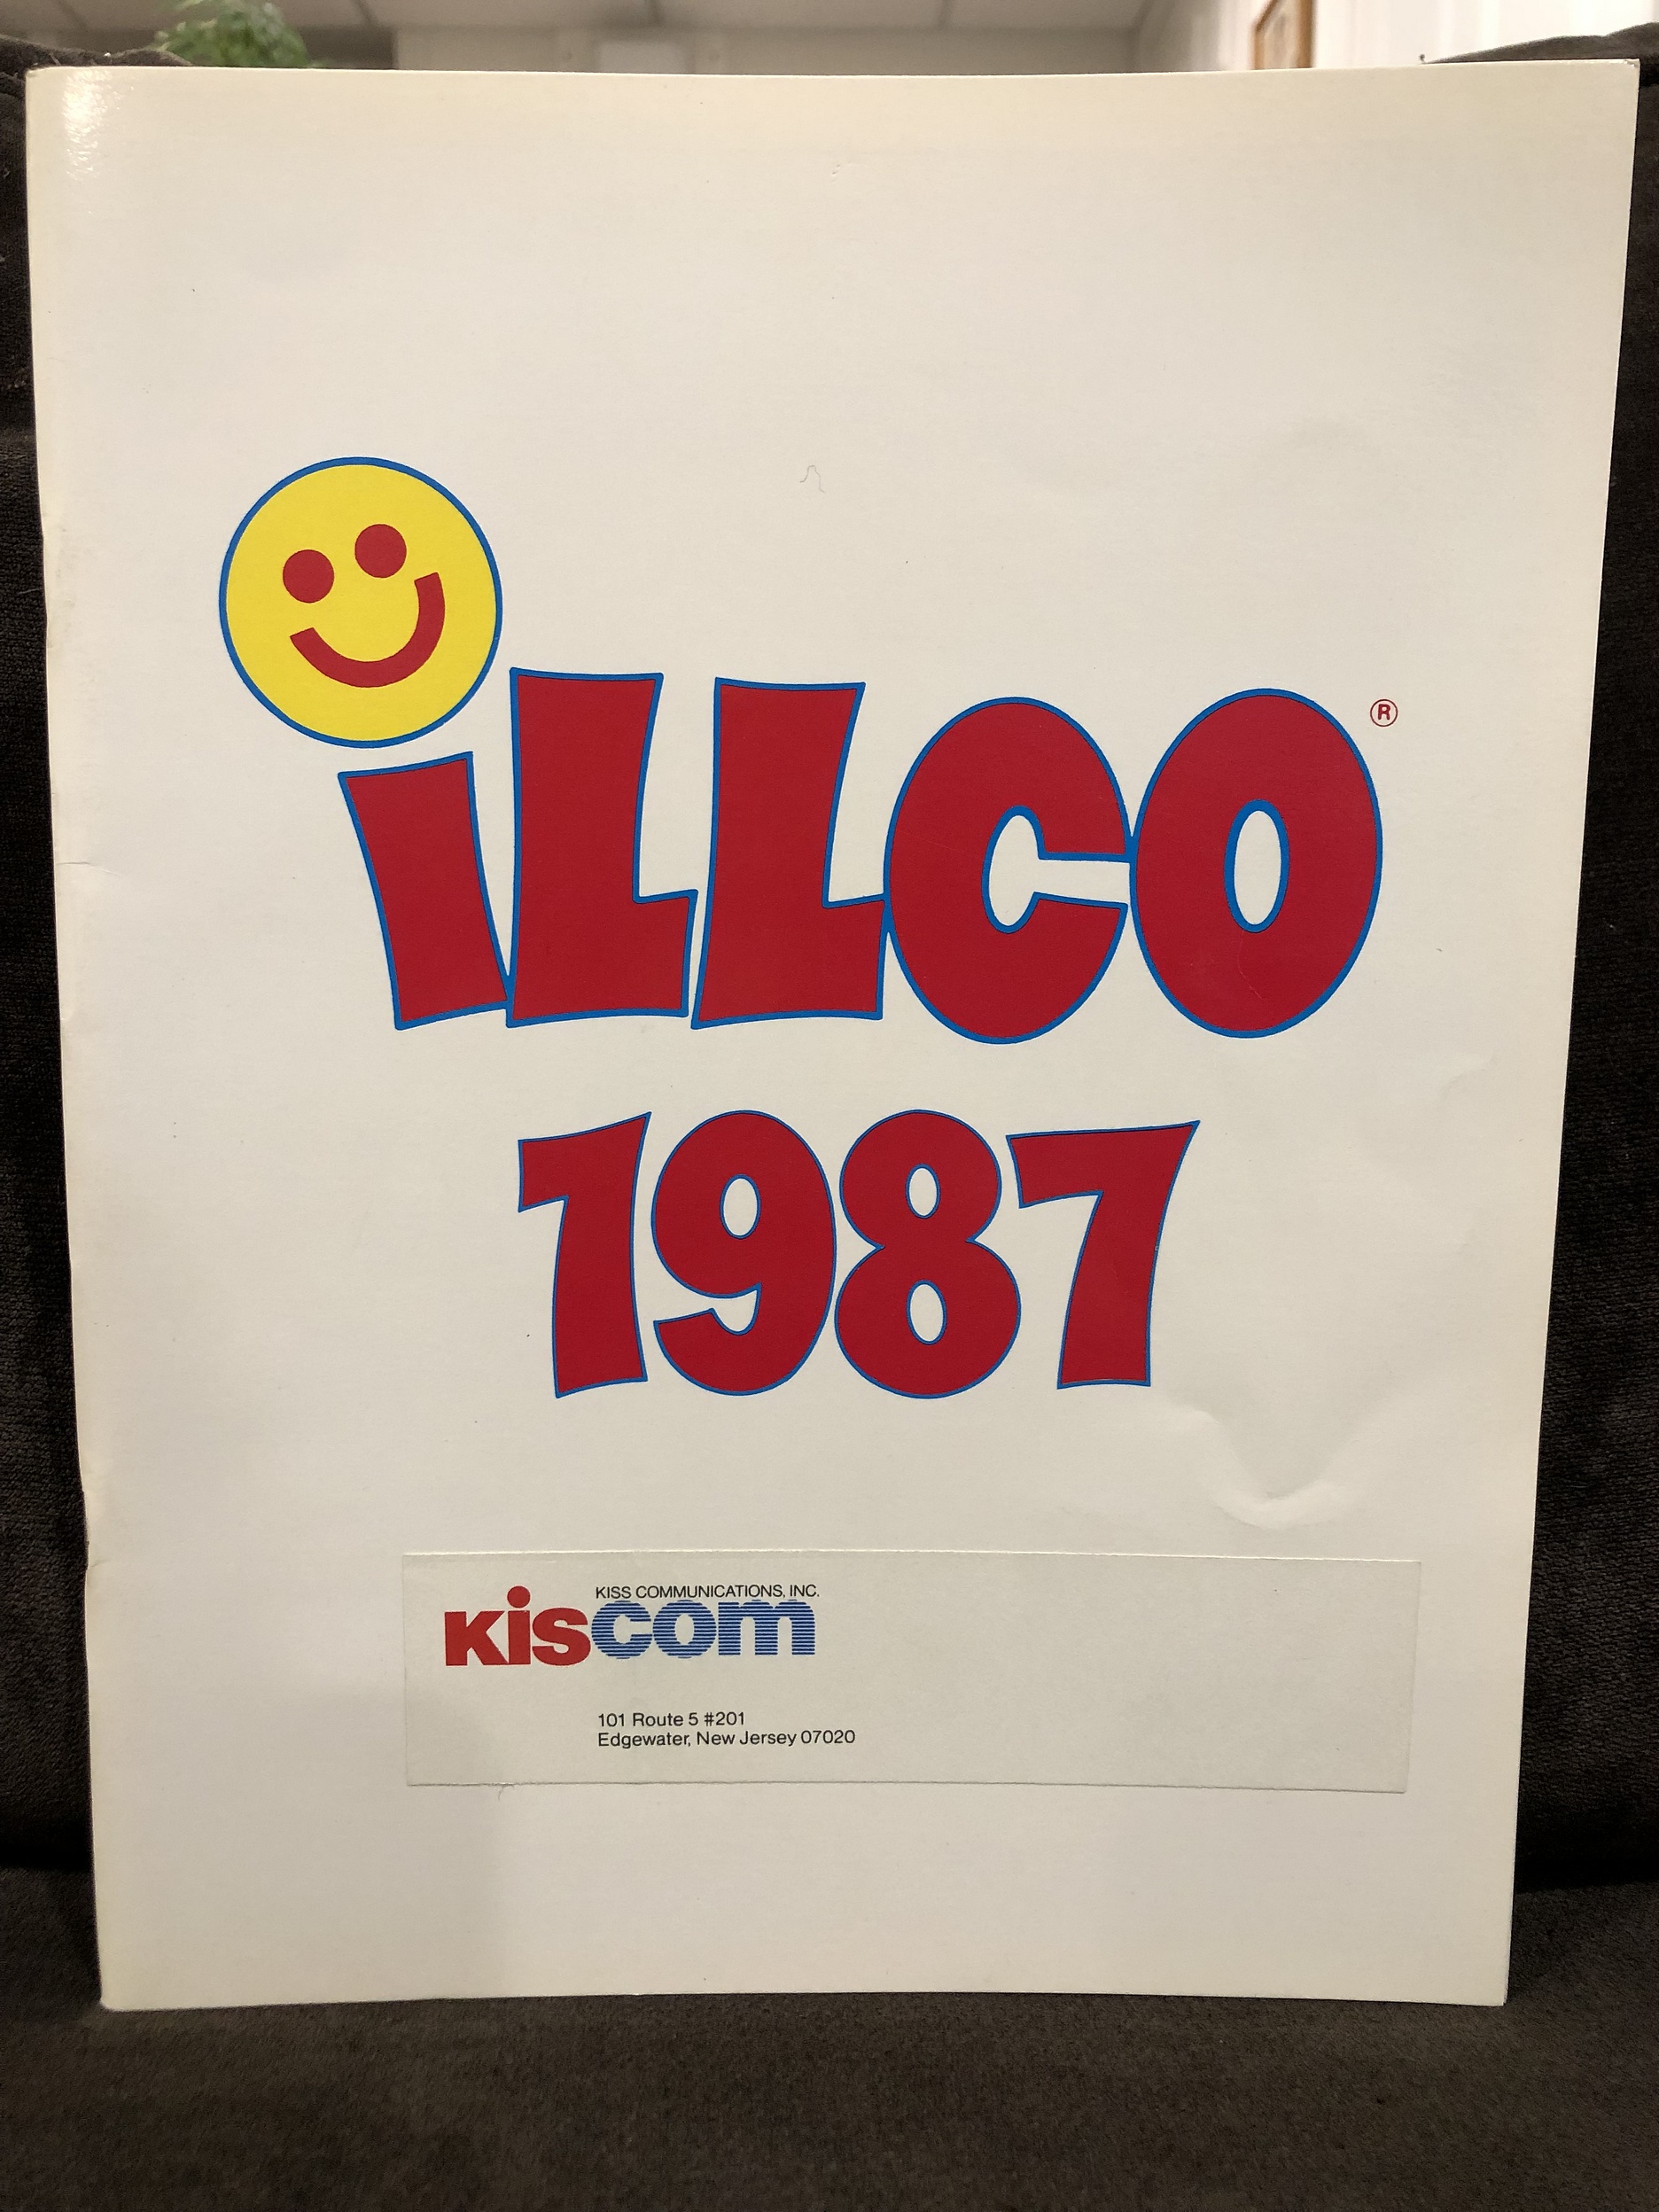 iLLCO®
1987
KISS COMMUNICATIONS, INC.
kiscom
101 Route 5 #201
Edgewater, New Jersey 07020